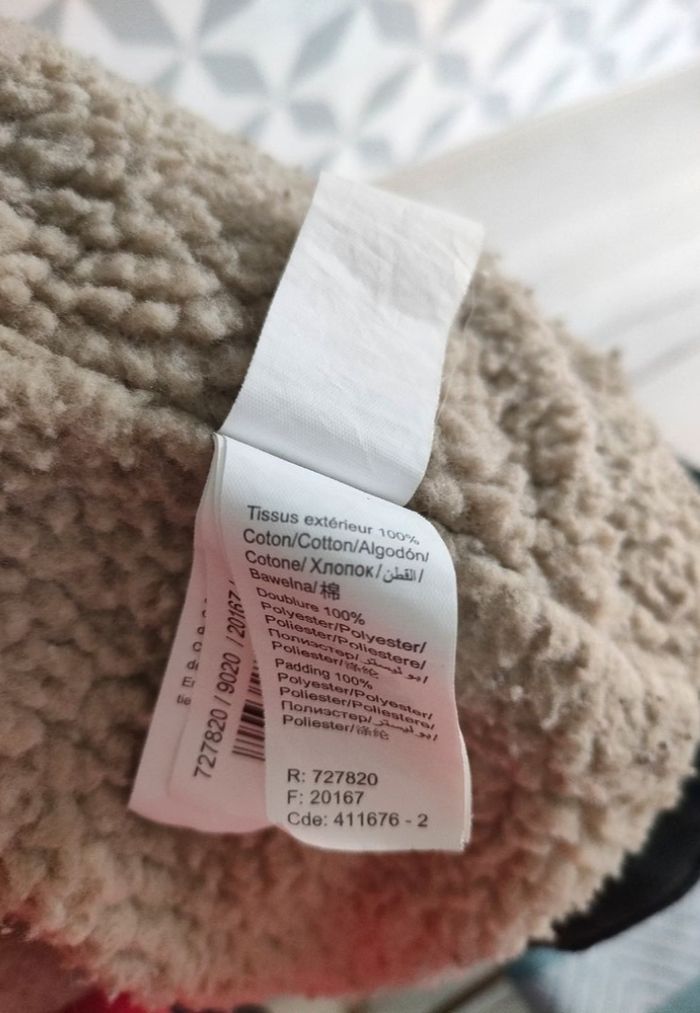 Tissus extérieur 100%
Coton/Cotton/Algodón/
Cotone/Хлопок/القطن/
Bawełna/棉
Doublure 100%
Polyester/Polyester/
Poliester/Poliestere/
Полиэстер/بوليستر/
Poliester/涤纶
Padding 100%
Polyester/Polyester/
Poliester/Poliestere/
Полиэстер/بوليستر/
Poliester/涤纶
R: 727820
F: 20167
Cde: 411676 - 2
727820 / 9020 / 20167 /